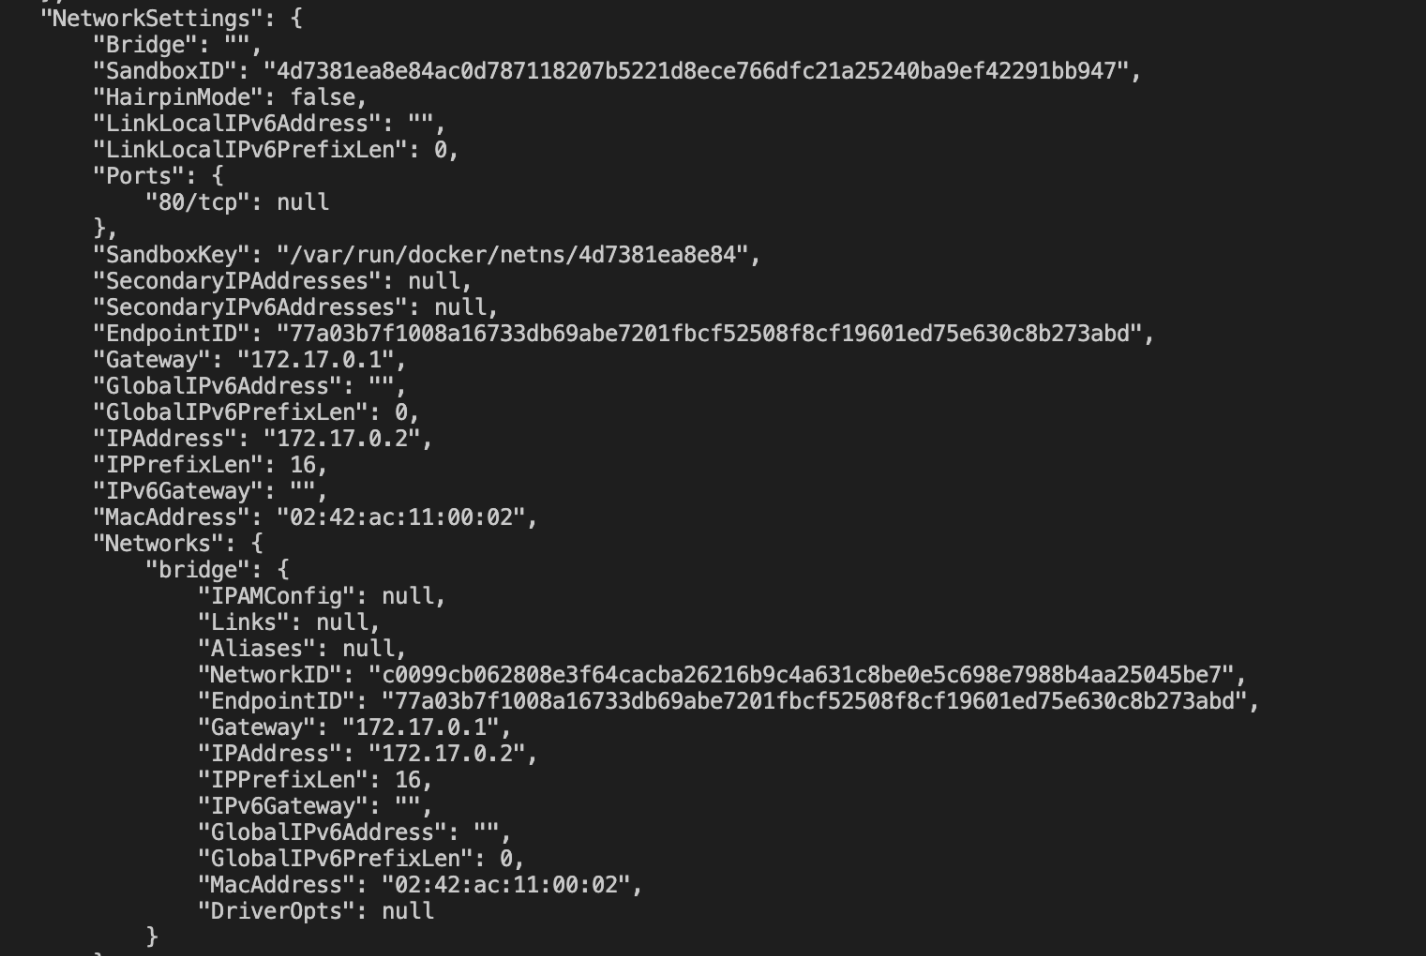 "NetworkSettings": {
"Bridge": "",
"SandboxID": "4d7381ea8e84ac0d787118207b5221d8ece766dfc21a25240ba9ef42291bb947",
"HairpinMode": false,
"LinkLocalIPv6Address": "",
"LinkLocalIPv6PrefixLen": 0,
"Ports": {
"80/tcp": null
},
"SandboxKey": "/var/run/docker/netns/4d7381ea8e84",
"SecondaryIPAddresses": null,
"SecondaryIPv6Addresses": null,
"EndpointID": "77a03b7f1008a16733db69abe7201fbcf52508f8cf19601ed75e630c8b273abd",
"Gateway": "172.17.0.1",
"GlobalIPv6Address": "",
"GlobalIPv6PrefixLen": 0,
"IPAddress": "172.17.0.2",
"IPPrefixLen": 16,
"IPv6Gateway": "",
"MacAddress": "02:42:ac:11:00:02",
"Networks": {
"bridge": {
"IPAMConfig": null,
"Links": null,
"Aliases": null,
"NetworkID": "c0099cb062808e3f64cacba26216b9c4a631c8be0e5c698e7988b4aa25045be7",
"EndpointID": "77a03b7f1008a16733db69abe7201fbcf52508f8cf19601ed75e630c8b273abd",
"Gateway": "172.17.0.1",
"IPAddress": "172.17.0.2",
"IPPrefixLen": 16,
"IPv6Gateway": "",
"GlobalIPv6Address": "",
"GlobalIPv6PrefixLen": 0,
"MacAddress": "02:42:ac:11:00:02",
"DriverOpts": null
}